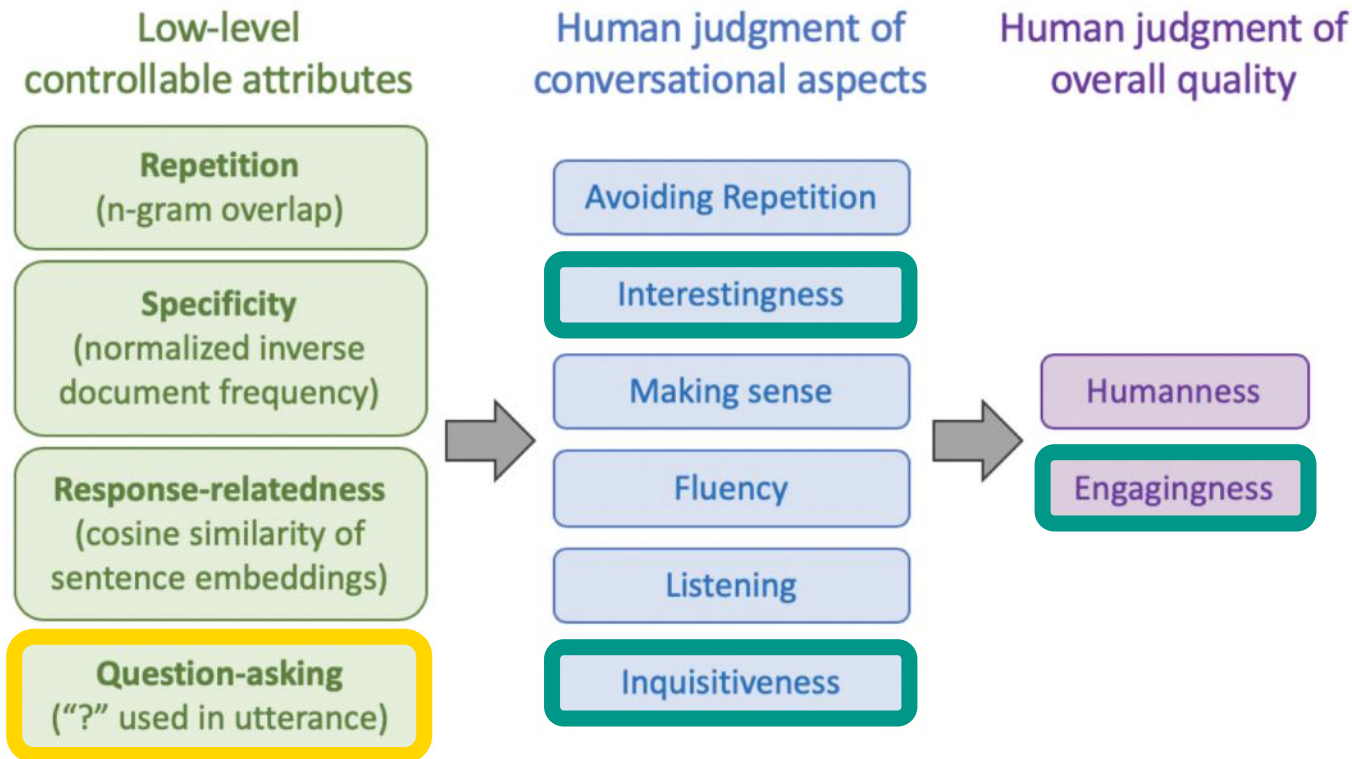 Low-level
controllable attributes
Repetition
(n-gram overlap)
Specificity
(normalized inverse
document frequency)
Response-relatedness
(cosine similarity of
sentence embeddings)
Question-asking
(“?” used in utterance)
Human judgment of
conversational aspects
Avoiding Repetition
Interestingness
Making sense
Fluency
Listening
Inquisitiveness
Human judgment of
overall quality
Humanness
Engagingness